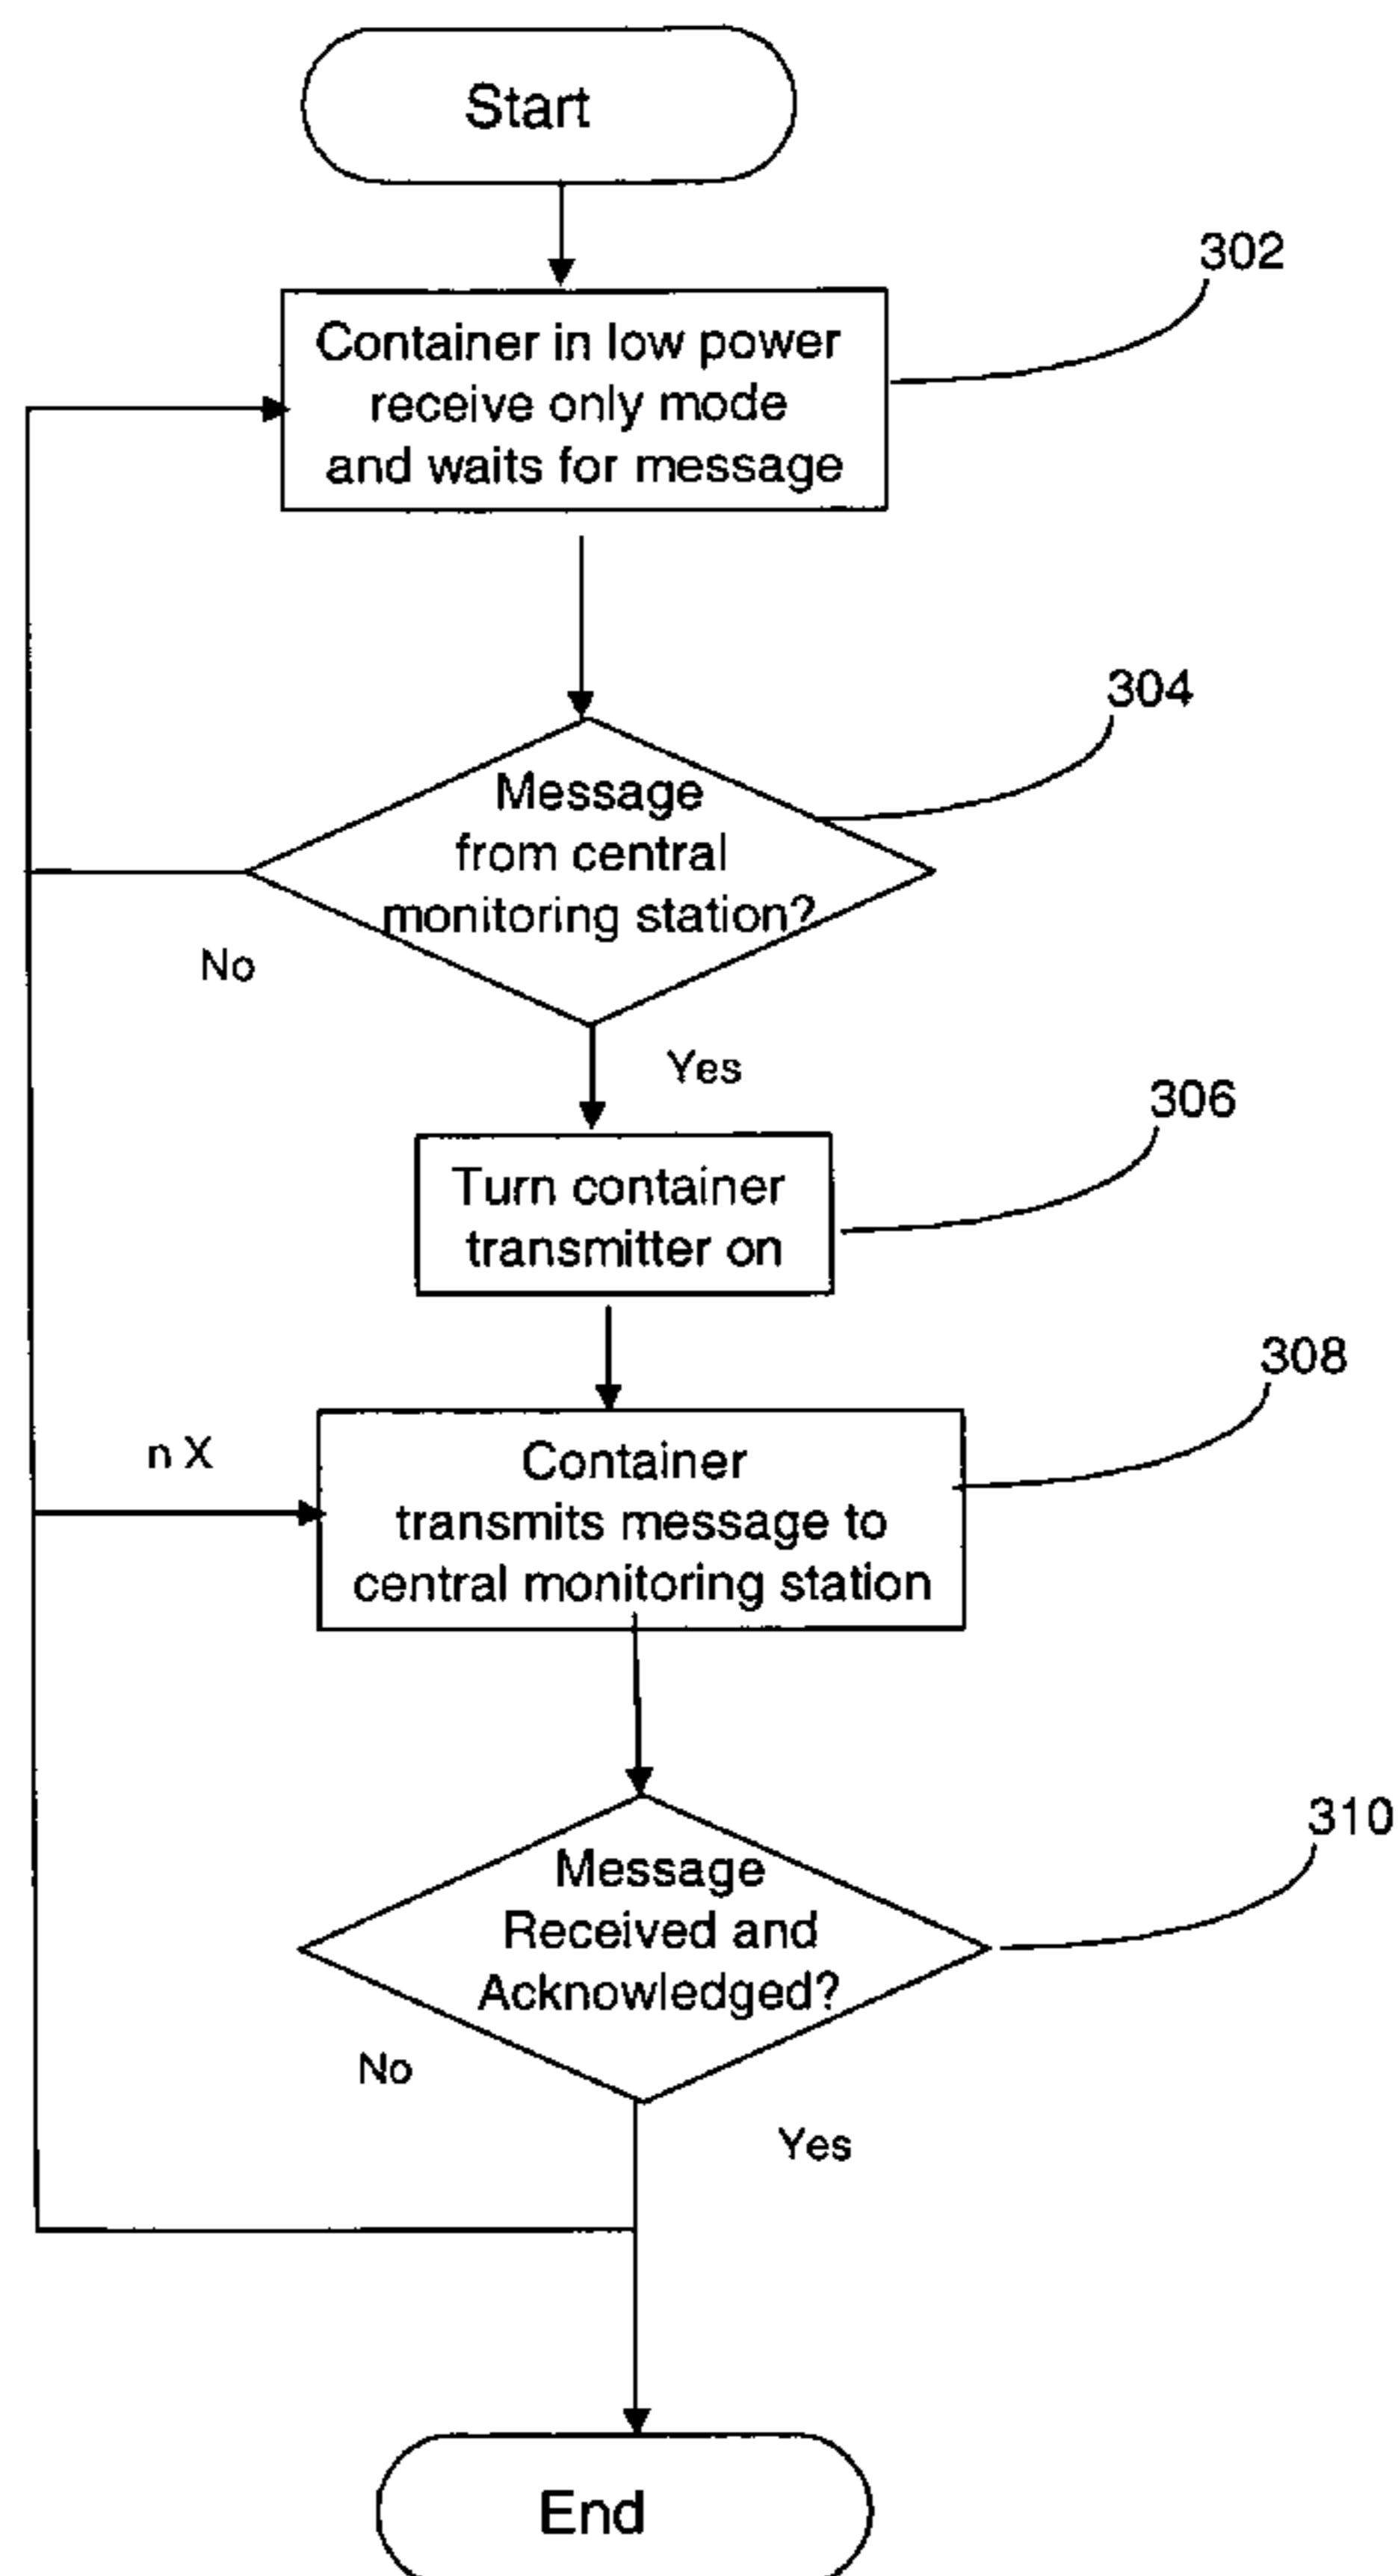 Start
302
Container in low power
receive only mode
and waits for message
304
Message
from central
monitoring station?
No
Yes
306
Turn container
transmitter on
308
n X
Container
transmits message to
central monitoring station
310
Message
Received and
Acknowledged?
No
Yes
End